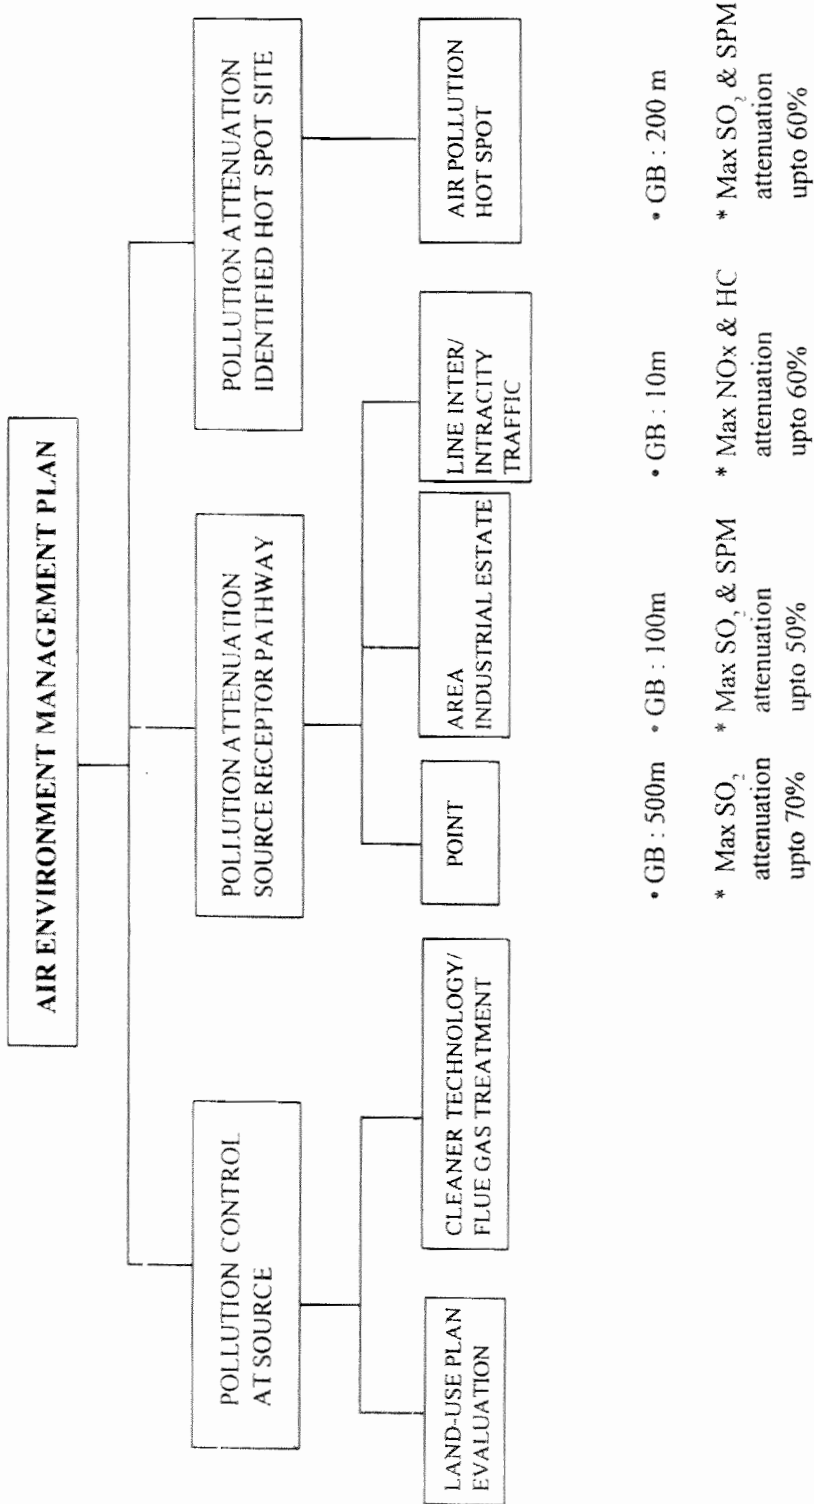 AIR ENVIRONMENT MANAGEMENT PLAN
POLLUTION CONTROL
AT SOURCE
POLLUTION ATTENUATION
SOURCE RECEPTOR PATHWAY
POLLUTION ATTENUATION
IDENTIFIED HOT SPOT SITE
LAND-USE PLAN
EVALUATION
CLEANER TECHNOLOGY/
FLUE GAS TREATMENT
POINT
AREA
INDUSTRIAL ESTATE
LINE INTER/
INTRACITY
TRAFFIC
AIR POLLUTION
HOT SPOT
• GB : 500m
* Max SO₂
attenuation
upto 70%
• GB : 100m
* Max SO₂ & SPM
attenuation
upto 50%
• GB : 10m
* Max NOx & HC
attenuation
upto 60%
• GB : 200 m
* Max SO₂ & SPM
attenuation
upto 60%